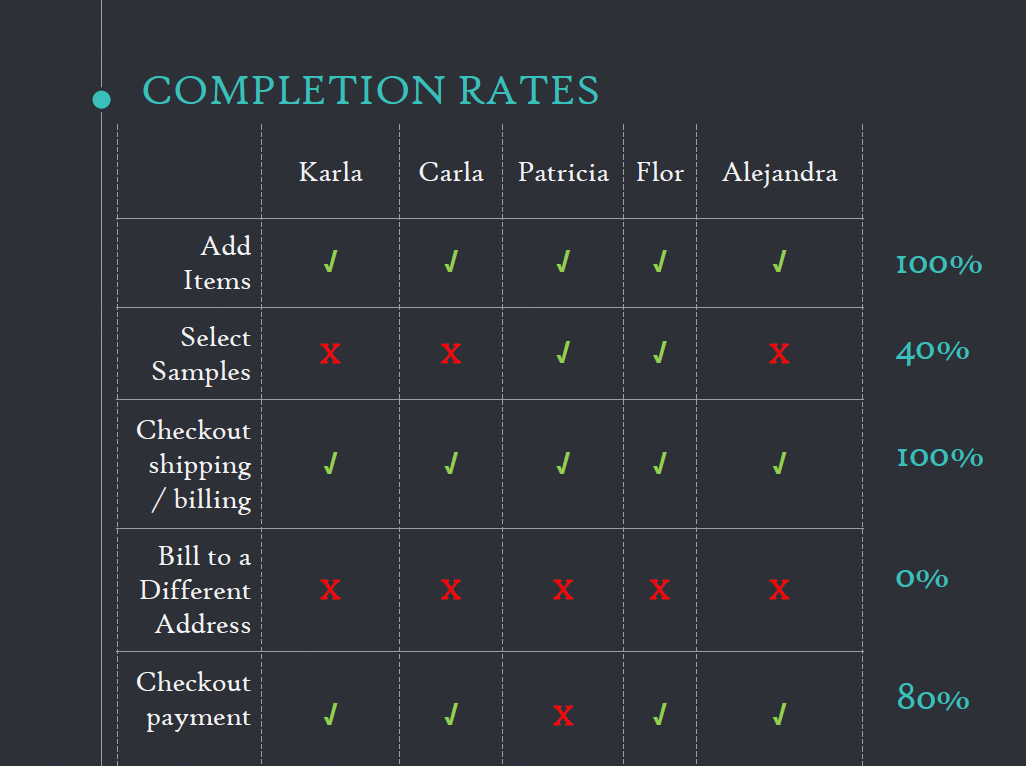 COMPLETION RATES
Karla Carla Patricia Flor Alejandra
Add
Items
√ √ √ √ √ 100%
Select
Samples
X X √ √ X 40%
Checkout
shipping
/ billing
√ √ √ √ √ 100%
Bill to a
Different
Address
X X X X X 0%
Checkout
payment
√ √ X √ √ 80%